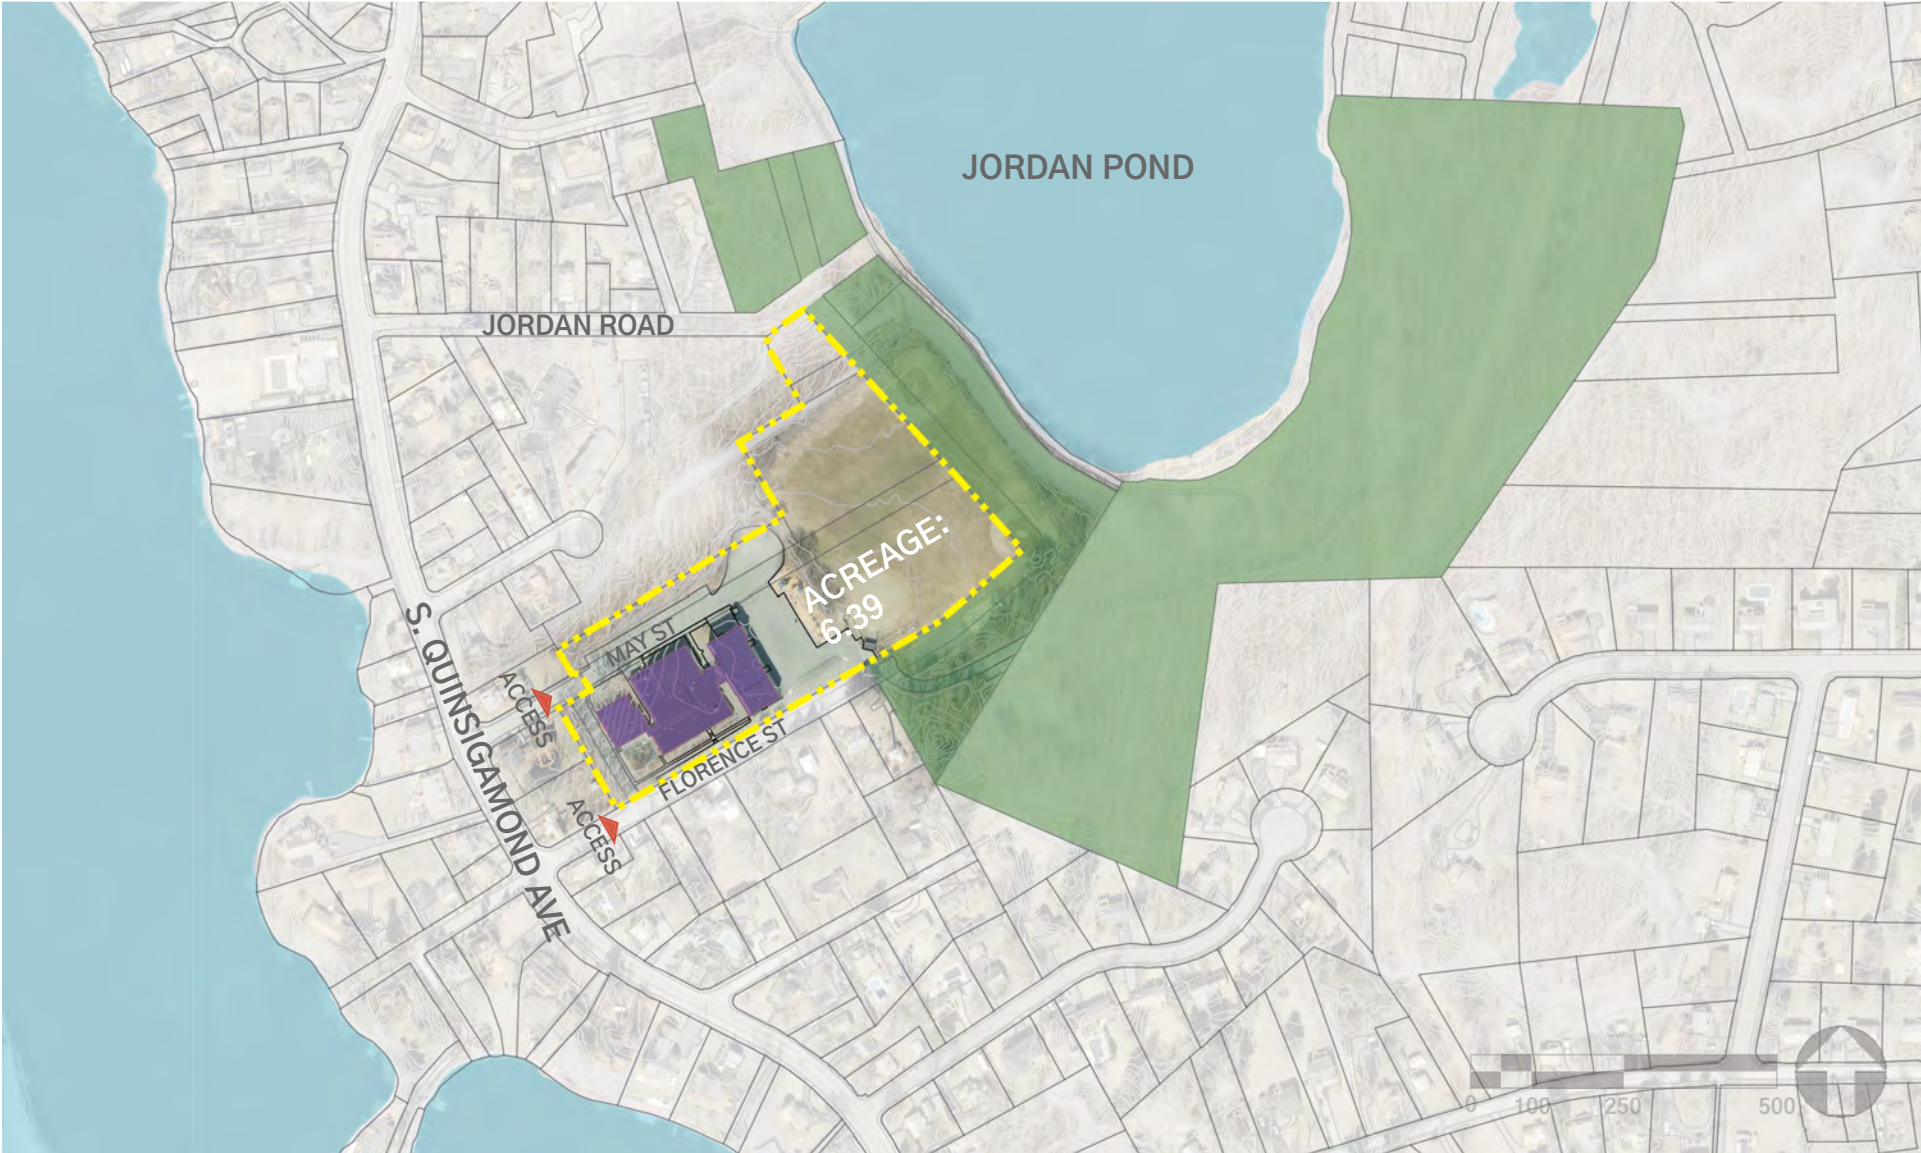 JORDAN POND
JORDAN ROAD
ACREAGE:
6.39
MAY ST
ACCESS
S. QUINSIGAMOND AVE
FLORENCE ST
ACCESS
0 100 250 500